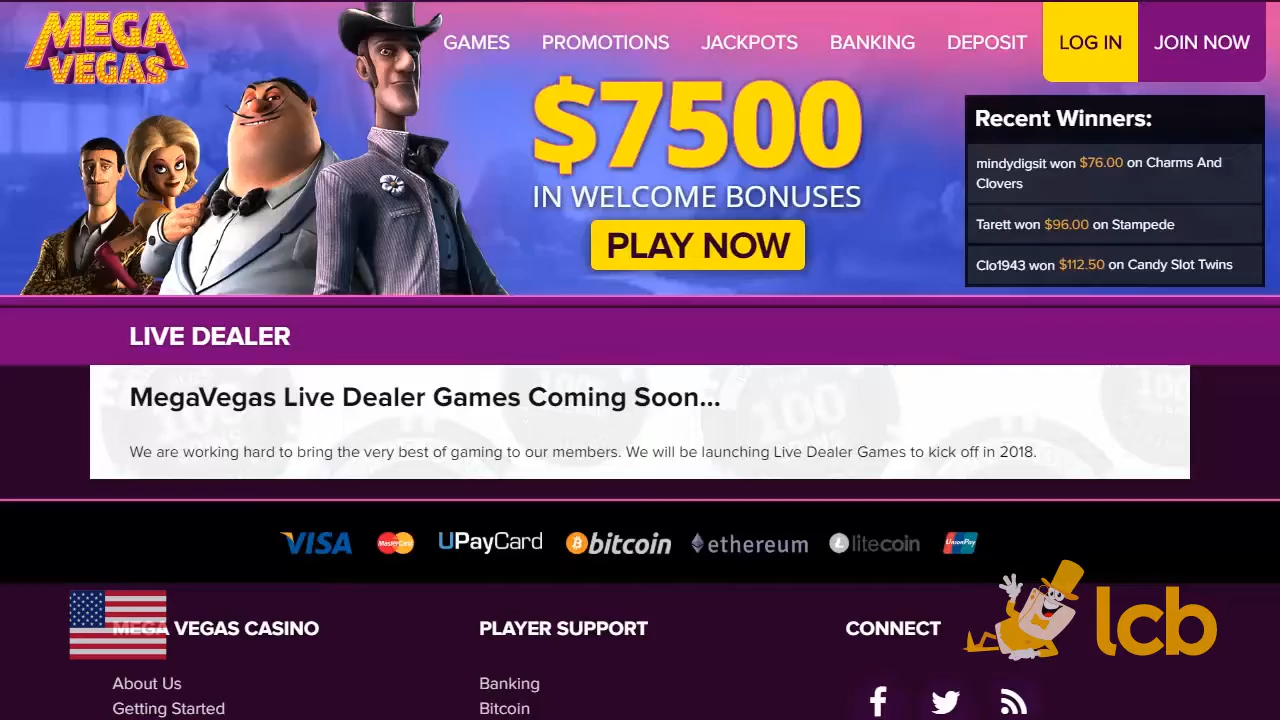 MEGA
VEGAS
GAMES PROMOTIONS JACKPOTS BANKING DEPOSIT LOG IN JOIN NOW
$7500
IN WELCOME BONUSES
PLAY NOW
Recent Winners:
mindydigsit won $76.00 on Charms And
Clovers
Tarett won $96.00 on Stampede
Clo1943 won $112.50 on Candy Slot Twins
LIVE DEALER
MegaVegas Live Dealer Games Coming Soon...
We are working hard to bring the very best of gaming to our members. We will be launching Live Dealer Games to kick off in 2018.
VISA MasterCard UPayCard bitcoin ethereum litecoin UnionPay
MEGA VEGAS CASINO
About Us
Getting Started
PLAYER SUPPORT
Banking
Bitcoin
CONNECT
lcb